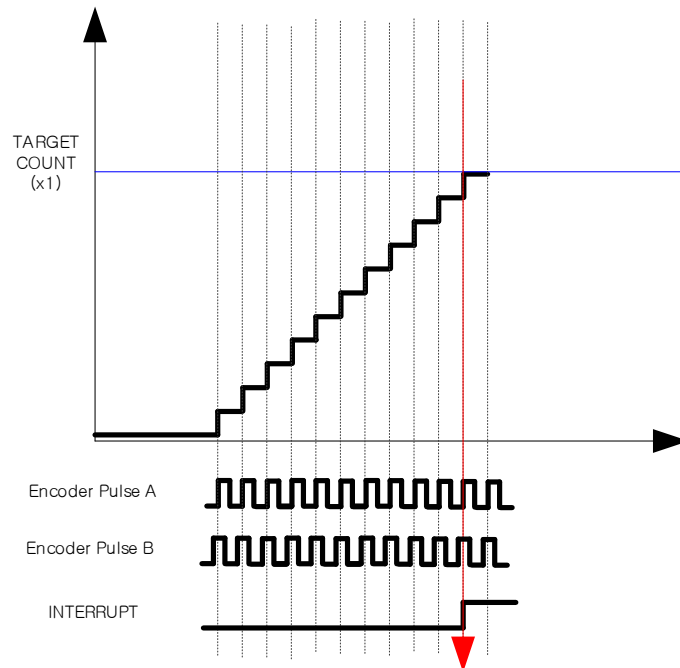 TARGET
COUNT
(x1)
Encoder Pulse A
Encoder Pulse B
INTERRUPT